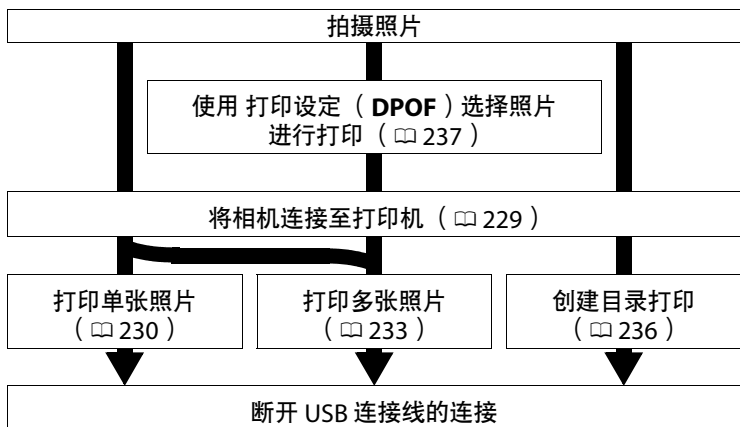 拍摄照片
使用 打印设定（ DPOF ）选择照片
进行打印（ 🕮 237 ）
将相机连接至打印机（ 🕮 229 ）
打印单张照片
（ 🕮 230 ）
打印多张照片
（ 🕮 233 ）
创建目录打印
（ 🕮 236 ）
断开 USB 连接线的连接